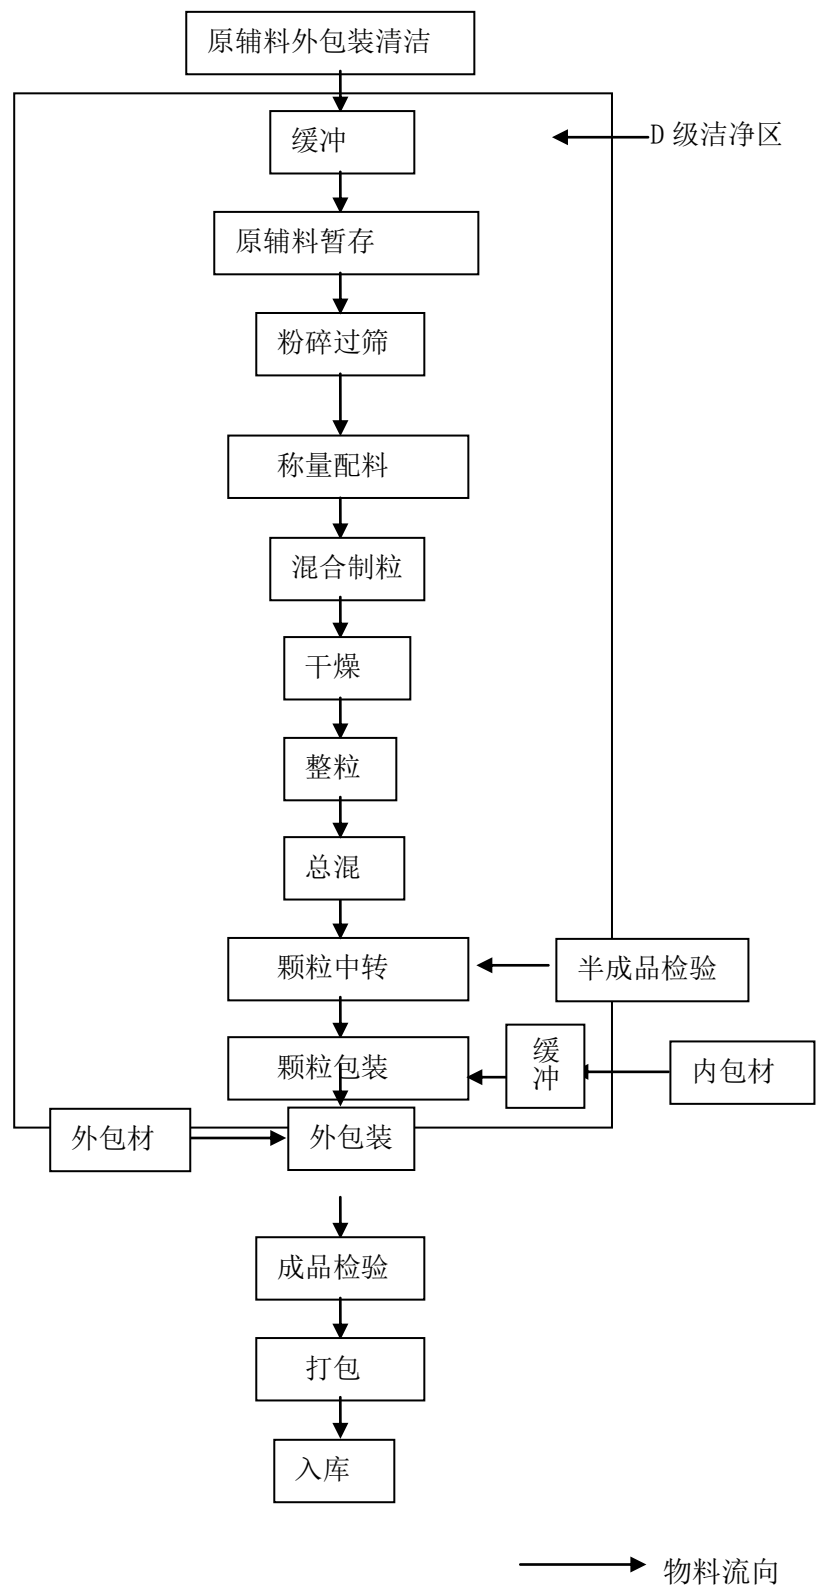 原辅料外包装清洁
缓冲
D 级洁净区
原辅料暂存
粉碎过筛
称量配料
混合制粒
干燥
整粒
总混
颗粒中转
半成品检验
颗粒包装
缓
冲
内包材
外包材
外包装
成品检验
打包
入库
物料流向